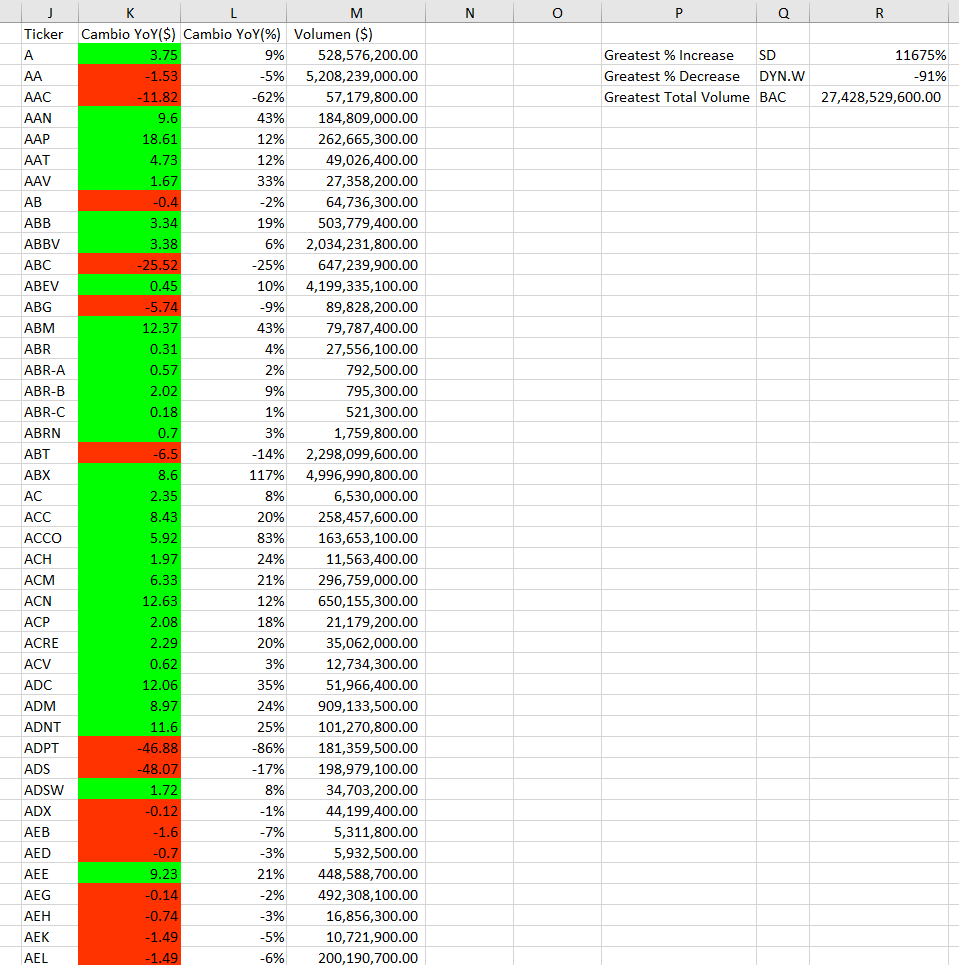 J K L M N O P Q R
Ticker Cambio YoY($) Cambio YoY(%) Volumen ($)
A 3.75 9% 528,576,200.00 Greatest % Increase SD 11675%
AA -1.53 -5% 5,208,239,000.00 Greatest % Decrease DYN.W -91%
AAC -11.82 -62% 57,179,800.00 Greatest Total Volume BAC 27,428,529,600.00
AAN 9.6 43% 184,809,000.00
AAP 18.61 12% 262,665,300.00
AAT 4.73 12% 49,026,400.00
AAV 1.67 33% 27,358,200.00
AB -0.4 -2% 64,736,300.00
ABB 3.34 19% 503,779,400.00
ABBV 3.38 6% 2,034,231,800.00
ABC -25.52 -25% 647,239,900.00
ABEV 0.45 10% 4,199,335,100.00
ABG -5.74 -9% 89,828,200.00
ABM 12.37 43% 79,787,400.00
ABR 0.31 4% 27,556,100.00
ABR-A 0.57 2% 792,500.00
ABR-B 2.02 9% 795,300.00
ABR-C 0.18 1% 521,300.00
ABRN 0.7 3% 1,759,800.00
ABT -6.5 -14% 2,298,099,600.00
ABX 8.6 117% 4,996,990,800.00
AC 2.35 8% 6,530,000.00
ACC 8.43 20% 258,457,600.00
ACCO 5.92 83% 163,653,100.00
ACH 1.97 24% 11,563,400.00
ACM 6.33 21% 296,759,000.00
ACN 12.63 12% 650,155,300.00
ACP 2.08 18% 21,179,200.00
ACRE 2.29 20% 35,062,000.00
ACV 0.62 3% 12,734,300.00
ADC 12.06 35% 51,966,400.00
ADM 8.97 24% 909,133,500.00
ADNT 11.6 25% 101,270,800.00
ADPT -46.88 -86% 181,359,500.00
ADS -48.07 -17% 198,979,100.00
ADSW 1.72 8% 34,703,200.00
ADX -0.12 -1% 44,199,400.00
AEB -1.6 -7% 5,311,800.00
AED -0.7 -3% 5,932,500.00
AEE 9.23 21% 448,588,700.00
AEG -0.14 -2% 492,308,100.00
AEH -0.74 -3% 16,856,300.00
AEK -1.49 -5% 10,721,900.00
AEL -1.49 -6% 200,190,700.00